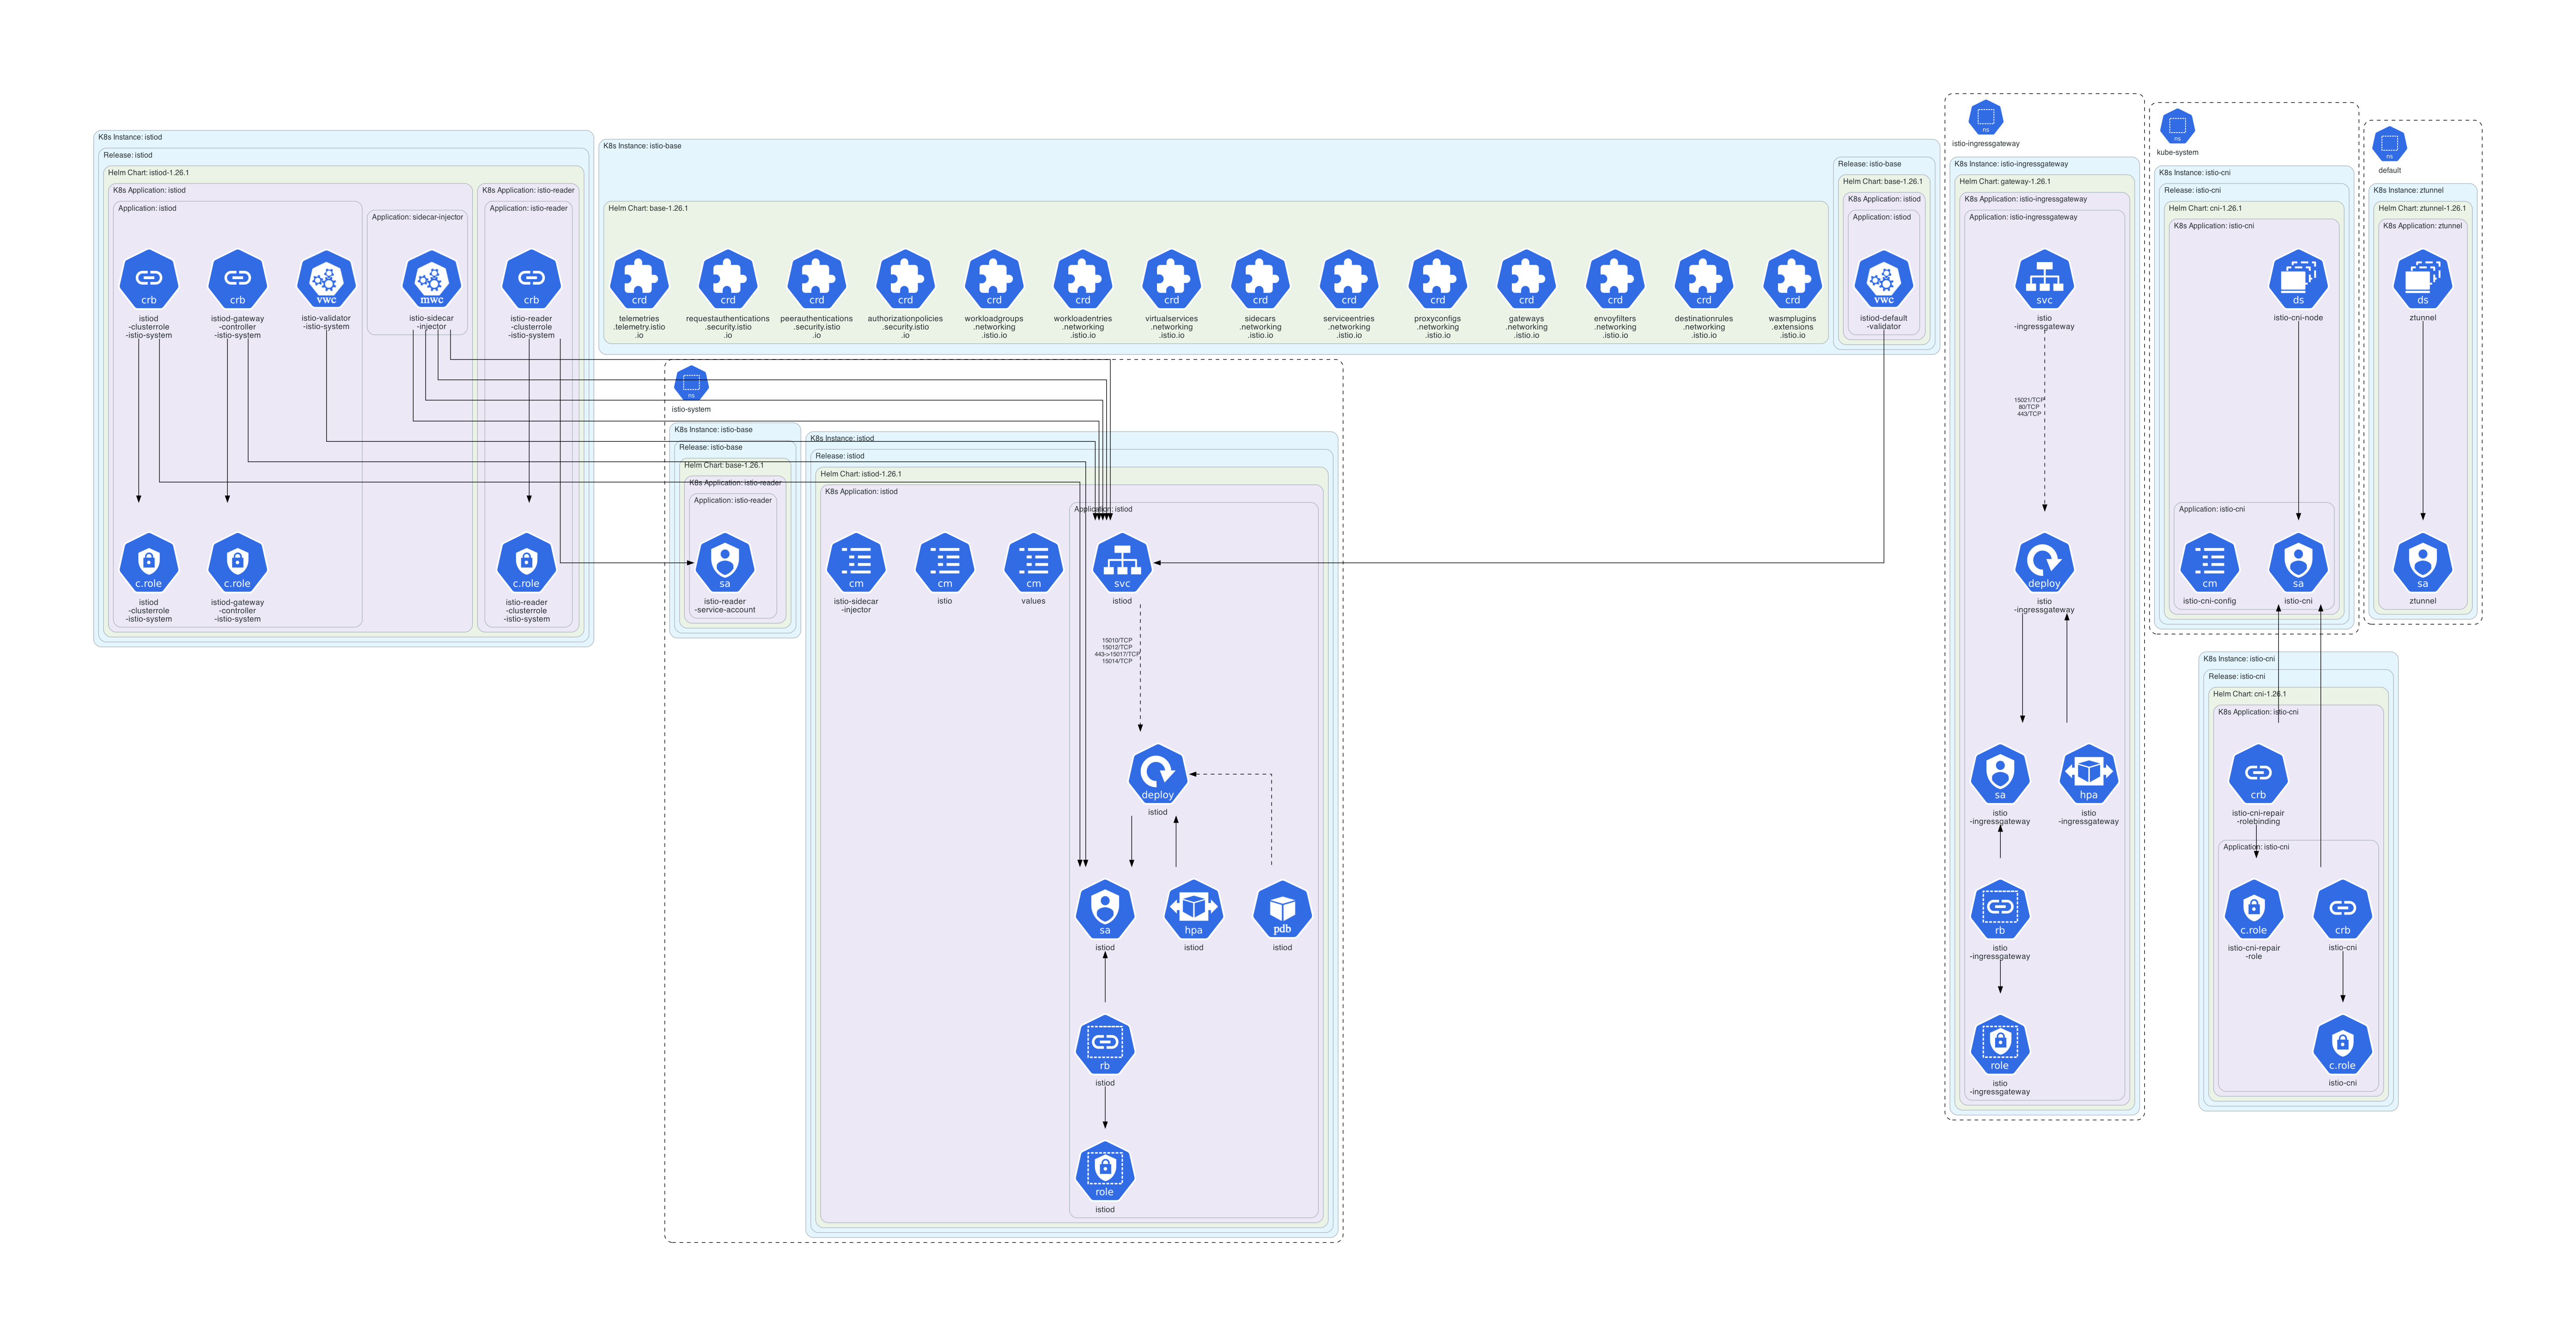 K8s Instance: istiod
Release: istiod
Helm Chart: istiod-1.26.1
K8s Application: istiod
Application: istiod
crb
istiod
-clusterrole
-istio-system
crb
istiod-gateway
-controller
-istio-system
vwc
istio-validator
-istio-system
Application: sidecar-injector
mwc
istio-sidecar
-injector
c.role
istiod
-clusterrole
-istio-system
c.role
istiod-gateway
-controller
-istio-system
K8s Application: istio-reader
Application: istio-reader
crb
istio-reader
-clusterrole
-istio-system
c.role
istio-reader
-clusterrole
-istio-system
K8s Instance: istio-base
Helm Chart: base-1.26.1
crd
telemetries
.telemetry.istio
.io
crd
requestauthentications
.security.istio
.io
crd
peerauthentications
.security.istio
.io
crd
authorizationpolicies
.security.istio
.io
crd
workloadgroups
.networking
.istio.io
crd
workloadentries
.networking
.istio.io
crd
virtualservices
.networking
.istio.io
crd
sidecars
.networking
.istio.io
crd
serviceentries
.networking
.istio.io
crd
proxyconfigs
.networking
.istio.io
crd
gateways
.networking
.istio.io
crd
envoyfilters
.networking
.istio.io
crd
destinationrules
.networking
.istio.io
crd
wasmplugins
.extensions
.istio.io
Release: istio-base
Helm Chart: base-1.26.1
K8s Application: istiod
Application: istiod
vwc
istiod-default
-validator
ns
istio-system
K8s Instance: istio-base
Release: istio-base
Helm Chart: base-1.26.1
K8s Application: istio-reader
Application: istio-reader
sa
istio-reader
-service-account
K8s Instance: istiod
Release: istiod
Helm Chart: istiod-1.26.1
K8s Application: istiod
cm
istio-sidecar
-injector
cm
istio
cm
values
Application: istiod
svc
istiod
15010/TCP
15012/TCP
443->15017/TCP
15014/TCP
deploy
istiod
sa
istiod
hpa
istiod
pdb
istiod
rb
istiod
role
istiod
ns
istio-ingressgateway
K8s Instance: istio-ingressgateway
Helm Chart: gateway-1.26.1
K8s Application: istio-ingressgateway
Application: istio-ingressgateway
svc
istio
-ingressgateway
15021/TCP
80/TCP
443/TCP
deploy
istio
-ingressgateway
sa
istio
-ingressgateway
hpa
istio
-ingressgateway
rb
istio
-ingressgateway
role
istio
-ingressgateway
ns
kube-system
K8s Instance: istio-cni
Release: istio-cni
Helm Chart: cni-1.26.1
K8s Application: istio-cni
ds
istio-cni-node
Application: istio-cni
cm
istio-cni-config
sa
istio-cni
ns
default
K8s Instance: ztunnel
Helm Chart: ztunnel-1.26.1
K8s Application: ztunnel
ds
ztunnel
sa
ztunnel
K8s Instance: istio-cni
Release: istio-cni
Helm Chart: cni-1.26.1
K8s Application: istio-cni
crb
istio-cni-repair
-rolebinding
Application: istio-cni
c.role
istio-cni-repair
-role
crb
istio-cni
c.role
istio-cni